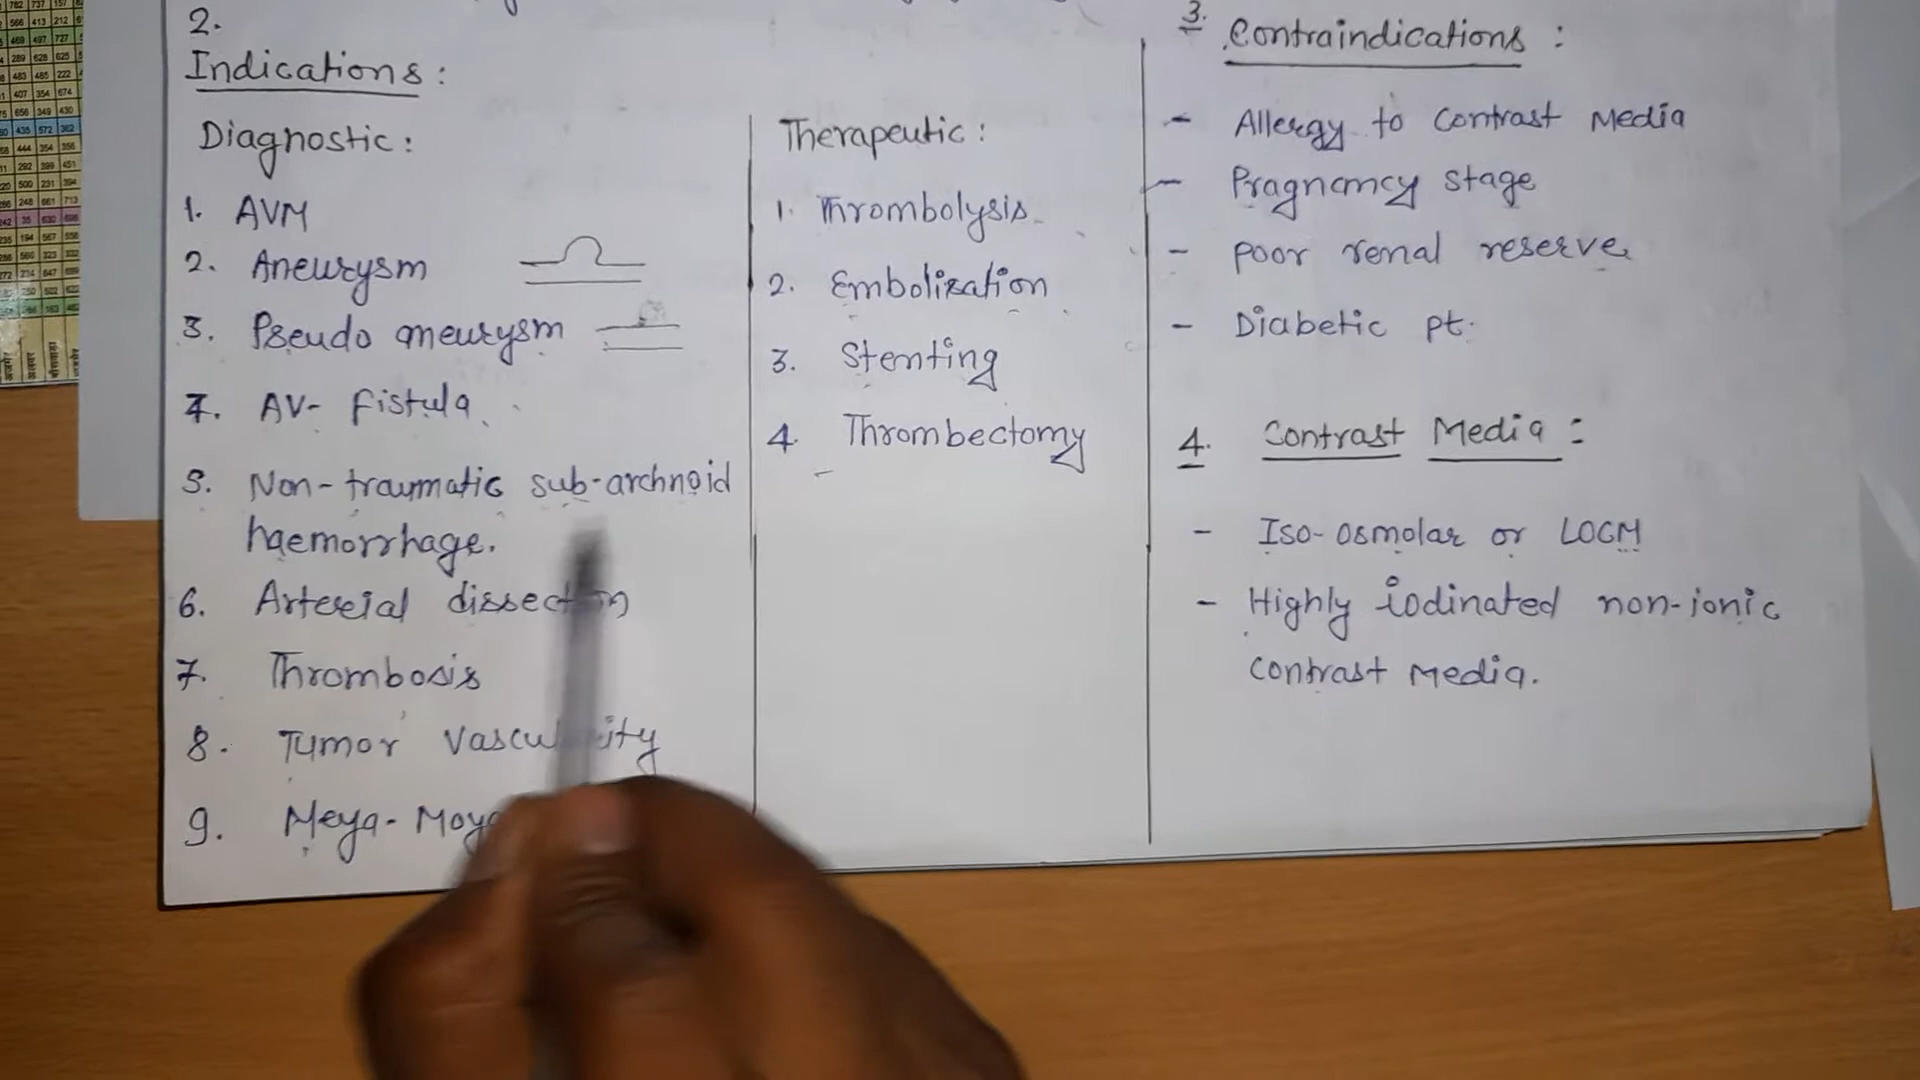 2.
Indications:
Diagnostic:
1. AVM
2. Aneurysm
3. Pseudo aneurysm
4. AV- fistula
5. Non-traumatic sub-archnoid
haemorrhage.
6. Arterial dissection
7. Thrombosis
8. Tumor vascularity
9. Meya-
Therapeutic:
1. Thrombolysis
2. Embolization
3. Stenting
4. Thrombectomy
3. Contraindications:
- Allergy to contrast Media
- Pragnancy stage
- poor renal reserve
- Diabetic pt.
4. Contrast Media:
- Iso-osmolar or LOCM
- Highly iodinated non-ionic
contrast Media.